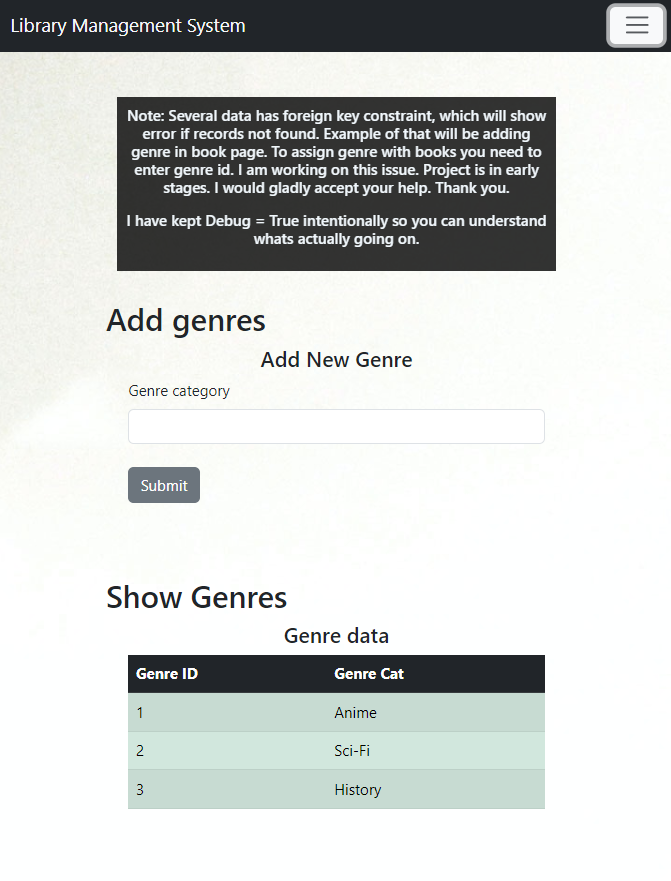 Library Management System
Note: Several data has foreign key constraint, which will show
error if records not found. Example of that will be adding
genre in book page. To assign genre with books you need to
enter genre id. I am working on this issue. Project is in early
stages. I would gladly accept your help. Thank you.
I have kept Debug = True intentionally so you can understand
whats actually going on.
Add genres
Add New Genre
Genre category
Submit
Show Genres
Genre data
Genre ID Genre Cat
1 Anime
2 Sci-Fi
3 History